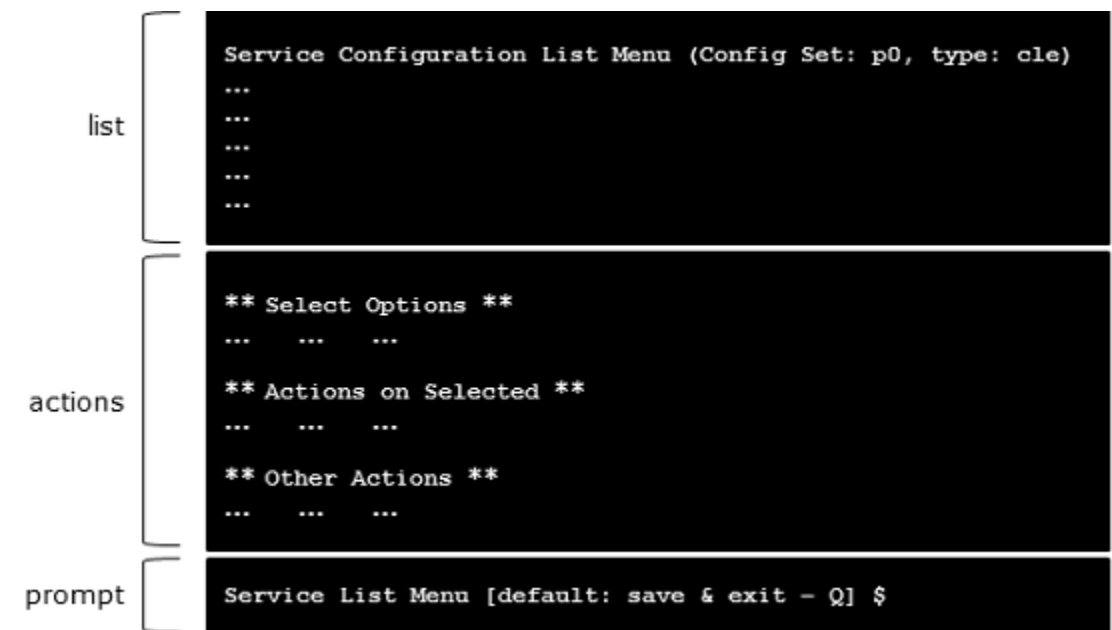 list
Service Configuration List Menu (Config Set: p0, type: cle)
...
...
...
...
...
actions
** Select Options **
... ... ...
** Actions on Selected **
... ... ...
** Other Actions **
... ... ...
prompt
Service List Menu [default: save & exit – Q] $